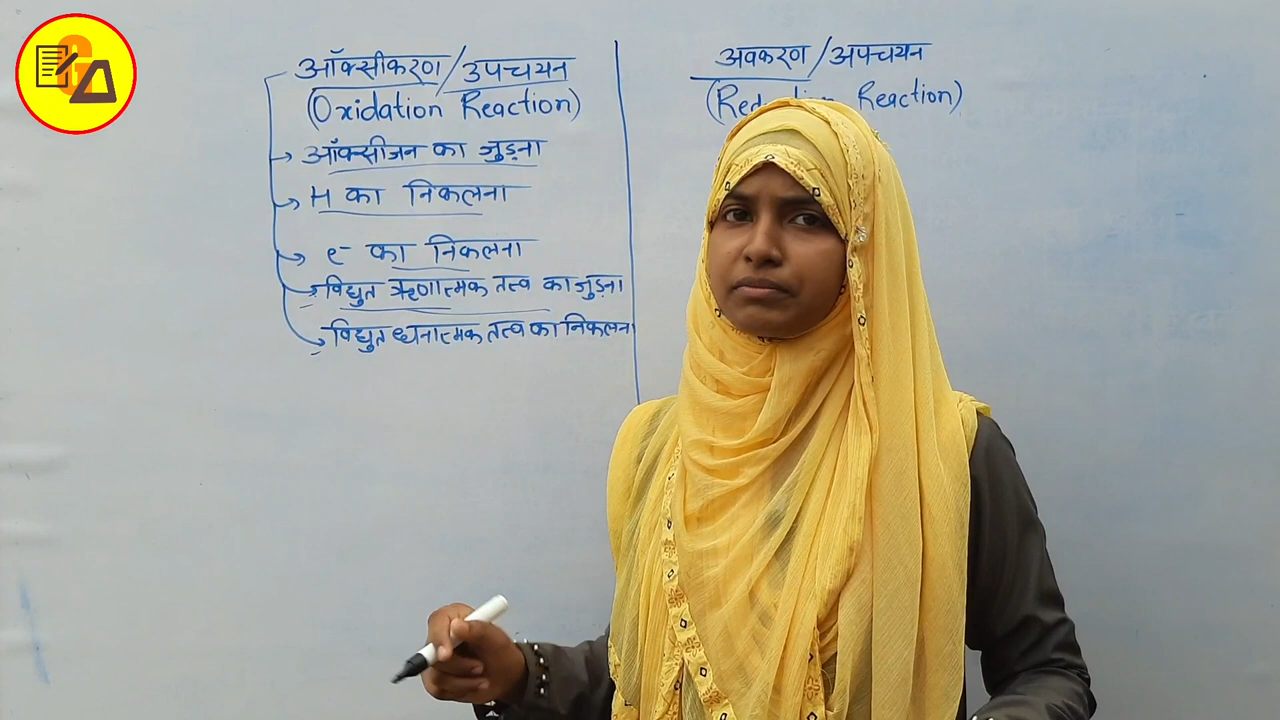 ऑक्सीकरण/उपचयन
(Oxidation Reaction)
ऑक्सीजन का जुड़ना
H का निकलना
e⁻ का निकलना
विद्युत ऋणात्मक तत्व का जुड़ना
विद्युत धनात्मक तत्व का निकलना
अवकरण/अपचयन
Reaction)